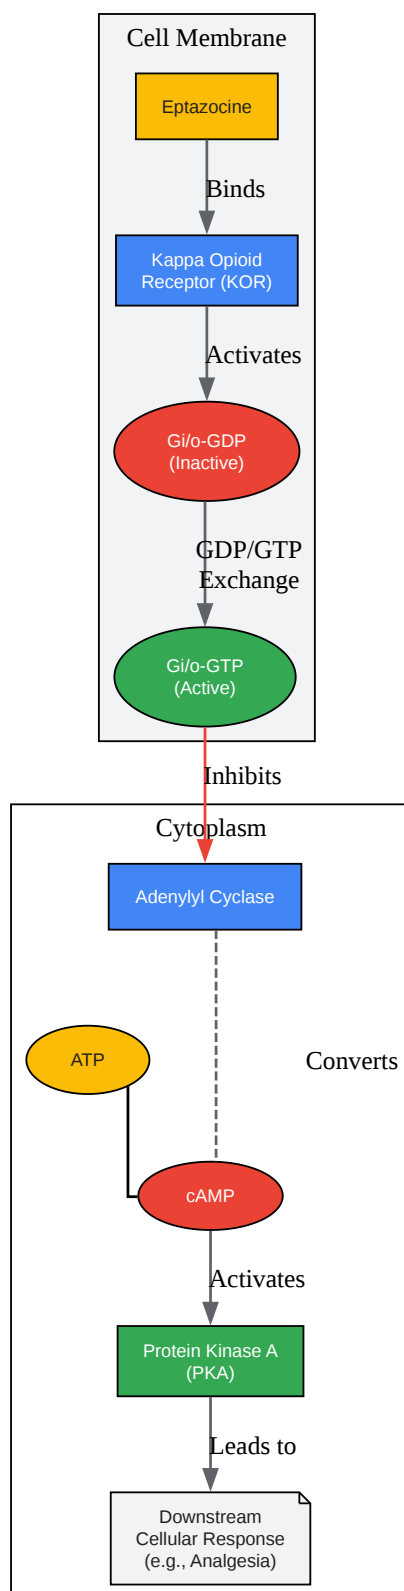 Cell Membrane
Eptazocine
Binds
Kappa Opioid
Receptor (KOR)
Activates
Gi/o-GDP
(Inactive)
GDP/GTP
Exchange
Gi/o-GTP
(Active)
Inhibits
Cytoplasm
Adenylyl Cyclase
ATP
Converts
cAMP
Activates
Protein Kinase A
(PKA)
Leads to
Downstream
Cellular Response
(e.g., Analgesia)